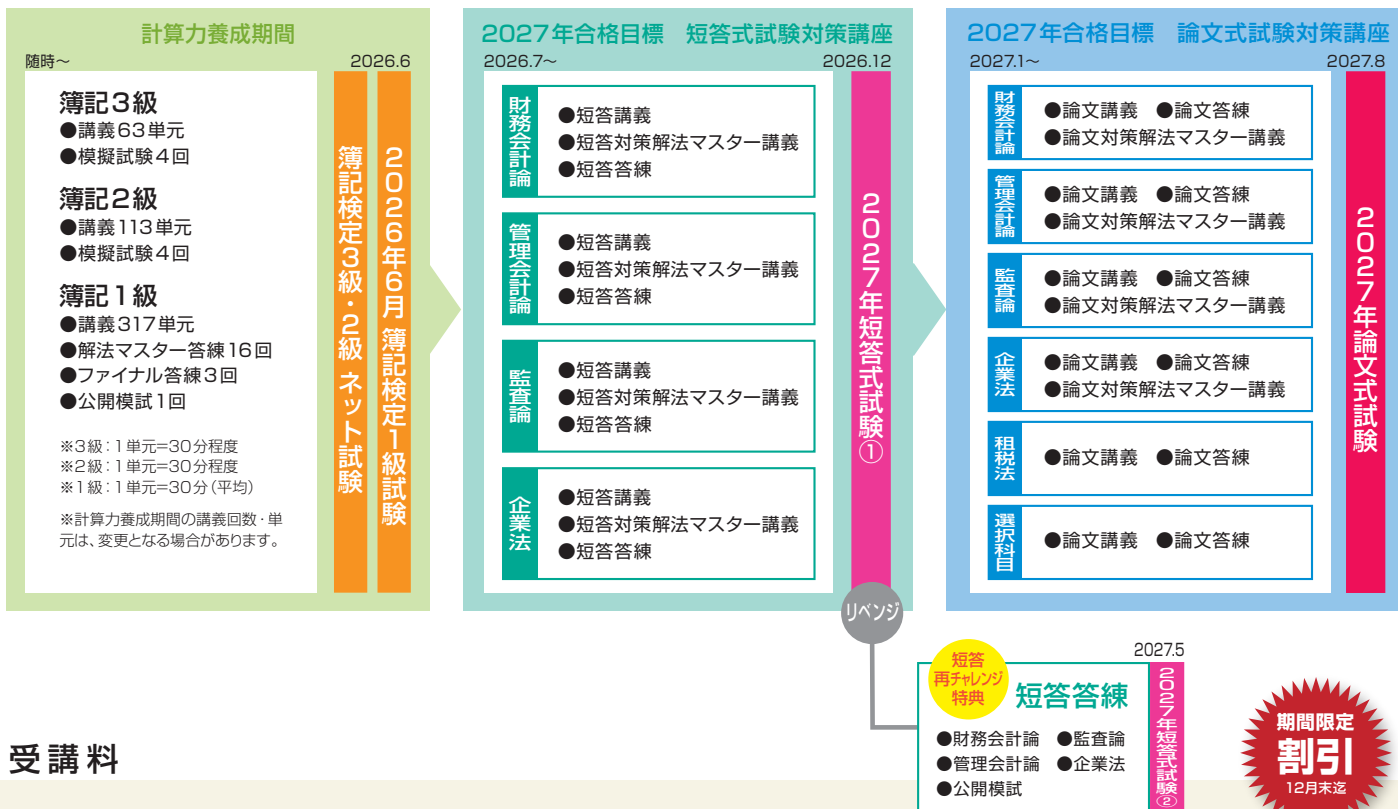 計算力養成期間
随時～
2026.6
簿記3級
●講義63単元
●模擬試験4回
簿記2級
●講義113単元
●模擬試験4回
簿記1級
●講義317単元
●解法マスター答練16回
●ファイナル答練3回
●公開模試1回
※3級：1単元=30分程度
※2級：1単元=30分程度
※1級：1単元=30分（平均）
※計算力養成期間の講義回数・単
元は、変更となる場合があります。
簿記検定3級・2級 ネット試験
2026年6月 簿記検定1級試験
2027年合格目標 短答式試験対策講座
2026.7～
2026.12
財務会計論
●短答講義
●短答対策解法マスター講義
●短答答練
管理会計論
●短答講義
●短答対策解法マスター講義
●短答答練
監査論
●短答講義
●短答対策解法マスター講義
●短答答練
企業法
●短答講義
●短答対策解法マスター講義
●短答答練
2027年短答式試験①
2027年合格目標 論文式試験対策講座
2027.1～
2027.8
財務会計論
●論文講義 ●論文答練
●論文対策解法マスター講義
管理会計論
●論文講義 ●論文答練
●論文対策解法マスター講義
監査論
●論文講義 ●論文答練
●論文対策解法マスター講義
企業法
●論文講義 ●論文答練
●論文対策解法マスター講義
租税法
●論文講義 ●論文答練
選択科目
●論文講義 ●論文答練
2027年論文式試験
リベンジ
短答
再チャレンジ
特典
短答答練
2027.5
●財務会計論 ●監査論
●管理会計論 ●企業法
●公開模試
2027年短答式試験②
期間限定
割引
12月末迄
受講料